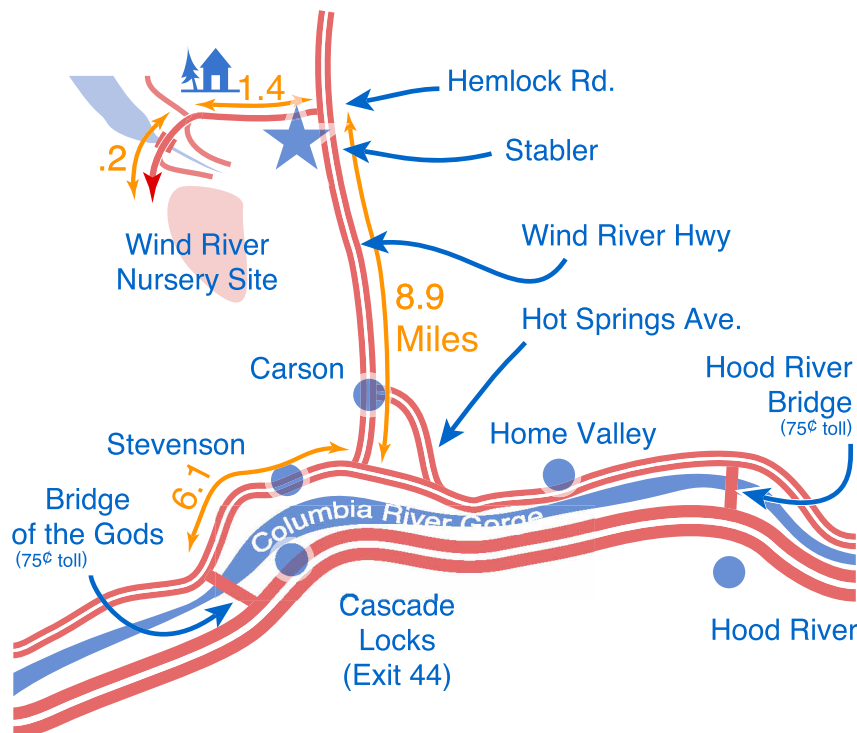 1.4
Hemlock Rd.
.2
Stabler
Wind River
Nursery Site
Wind River Hwy
8.9
Miles
Hot Springs Ave.
Carson
Hood River
Bridge
(75¢ toll)
Stevenson
Home Valley
6.1
Bridge
of the Gods
(75¢ toll)
Columbia River Gorge
Cascade
Locks
(Exit 44)
Hood River